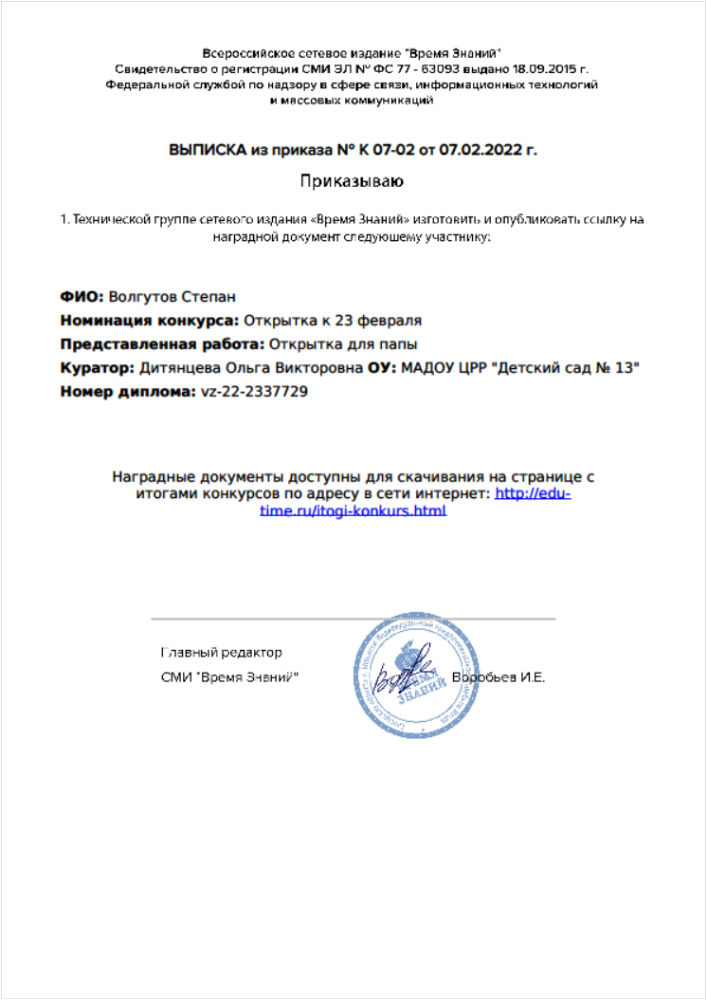 Всероссийское сетевое издание "Время Знаний"
Свидетельство о регистрации СМИ ЭЛ № ФС 77 - 63093 выдано 18.09.2015 г.
Федеральной службой по надзору в сфере связи, информационных технологий
и массовых коммуникаций
ВЫПИСКА из приказа № К 07-02 от 07.02.2022 г.
Приказываю
1. Технической группе сетевого издания «Время Знаний» изготовить и опубликовать ссылку на
наградной документ следующему участнику:
ФИО: Волгутов Степан
Номинация конкурса: Открытка к 23 февраля
Представленная работа: Открытка для папы
Куратор: Дитянцева Ольга Викторовна ОУ: МАДОУ ЦРР "Детский сад № 13"
Номер диплома: vz-22-2337729
Наградные документы доступны для скачивания на странице с
итогами конкурсов по адресу в сети интернет: http://edu-
time.ru/itogi-konkurs.html
Главный редактор
СМИ "Время Знаний"
ВРЕМЯ
ЗНАНИЙ
Воробьев И.Е.